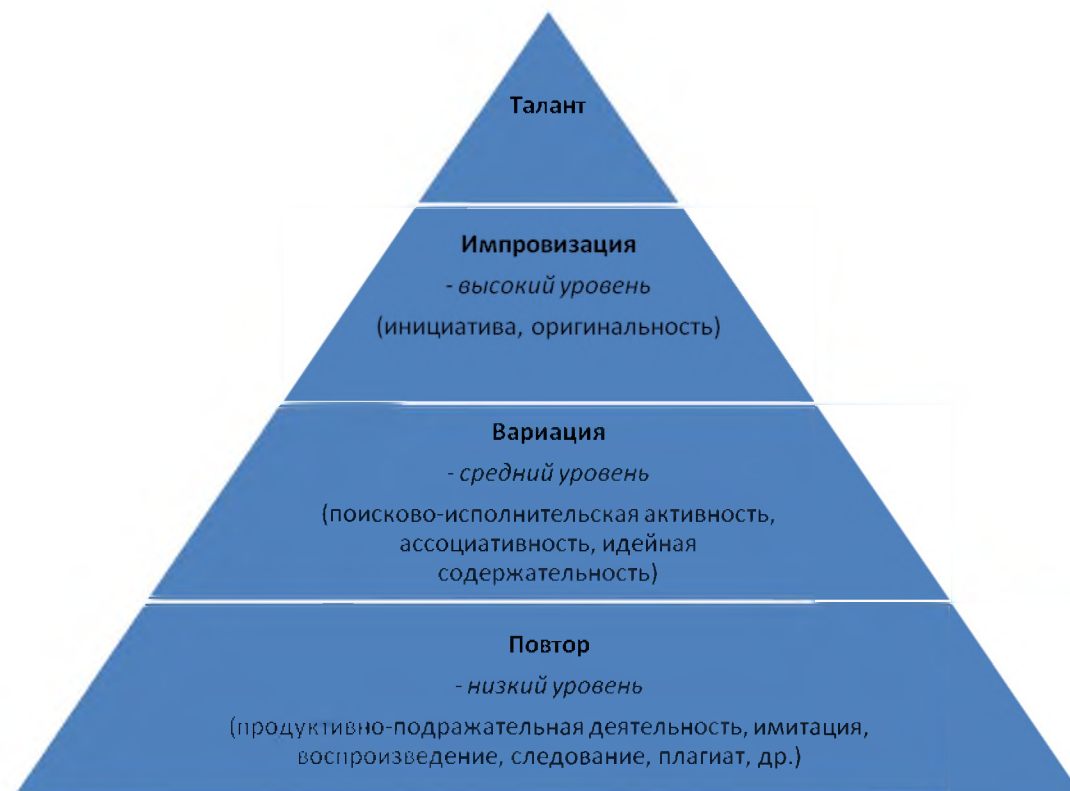 Талант
Импровизация
- высокий уровень
(инициатива, оригинальность)
Вариация
- средний уровень
(поисково-исполнительская активность,
ассоциативность, идейная
содержательность)
Повтор
- низкий уровень
(продуктивно-подражательная деятельность, имитация,
воспроизведение, следование, плагиат, др.)